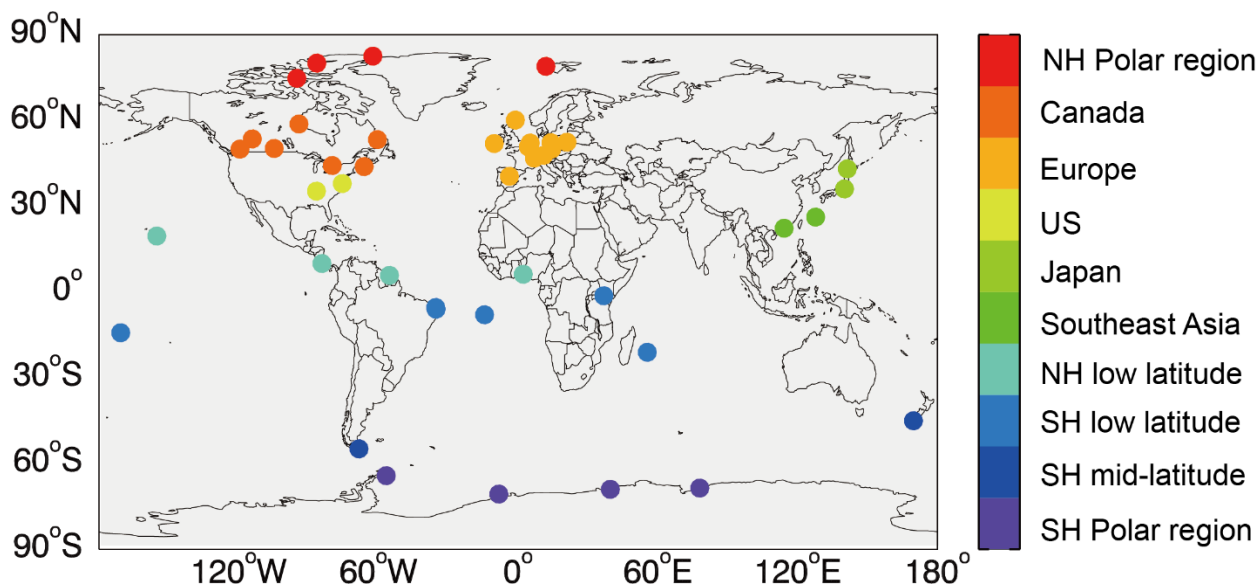 90°N
60°N
30°N
0°
30°S
60°S
90°S
120°W 60°W 0° 60°E 120°E 180°
NH Polar region
Canada
Europe
US
Japan
Southeast Asia
NH low latitude
SH low latitude
SH mid-latitude
SH Polar region